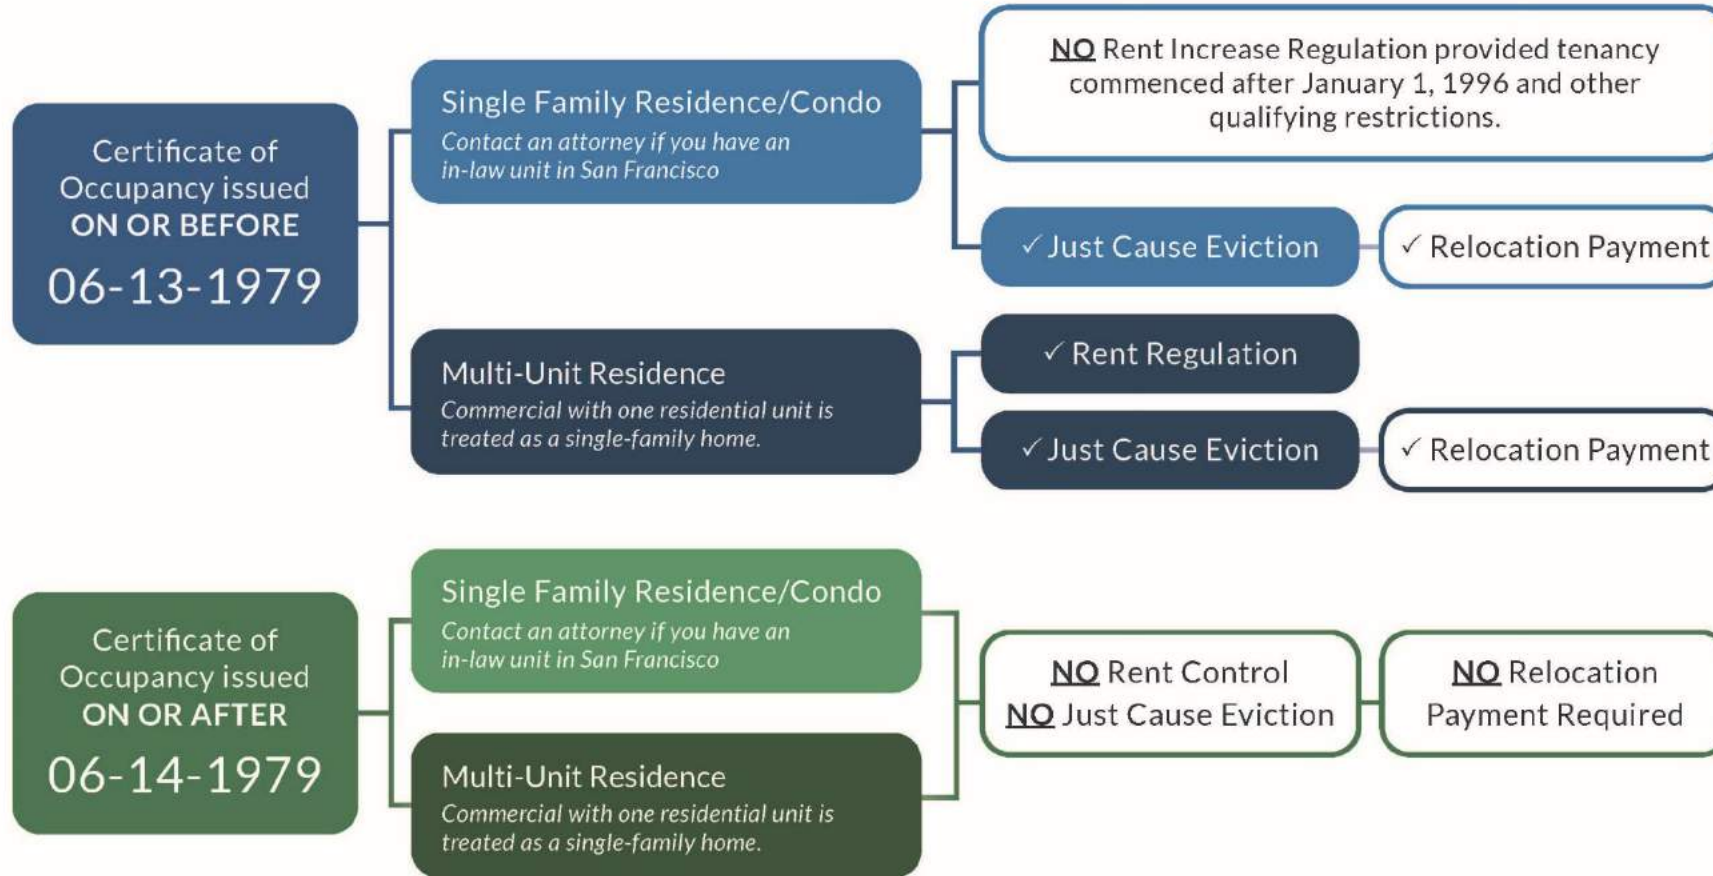 Certificate of
Occupancy issued
ON OR BEFORE
06-13-1979
Single Family Residence/Condo
Contact an attorney if you have an
in-law unit in San Francisco
NO Rent Increase Regulation provided tenancy
commenced after January 1, 1996 and other
qualifying restrictions.
✓ Just Cause Eviction
✓ Relocation Payment
Multi-Unit Residence
Commercial with one residential unit is
treated as a single-family home.
✓ Rent Regulation
✓ Just Cause Eviction
✓ Relocation Payment
Certificate of
Occupancy issued
ON OR AFTER
06-14-1979
Single Family Residence/Condo
Contact an attorney if you have an
in-law unit in San Francisco
Multi-Unit Residence
Commercial with one residential unit is
treated as a single-family home.
NO Rent Control
NO Just Cause Eviction
NO Relocation
Payment Required